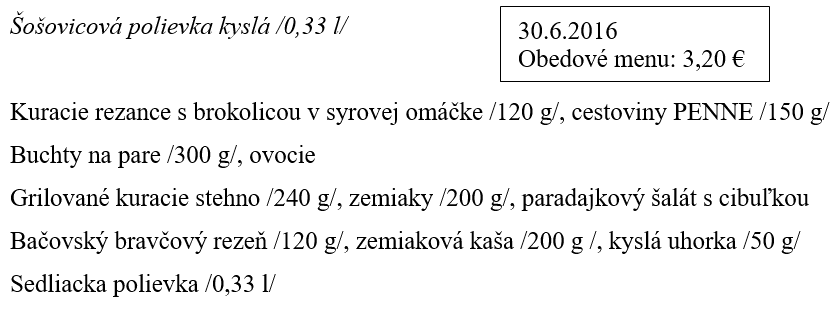 Šošovicová polievka kyslá /0,33 l/
30.6.2016
Obedové menu: 3,20 €
Kuracie rezance s brokolicou v syrovej omáčke /120 g/, cestoviny PENNE /150 g/
Buchty na pare /300 g/, ovocie
Grilované kuracie stehno /240 g/, zemiaky /200 g/, paradajkový šalát s cibuľkou
Bačovský bravčový rezeň /120 g/, zemiaková kaša /200 g /, kyslá uhorka /50 g/
Sedliacka polievka /0,33 l/